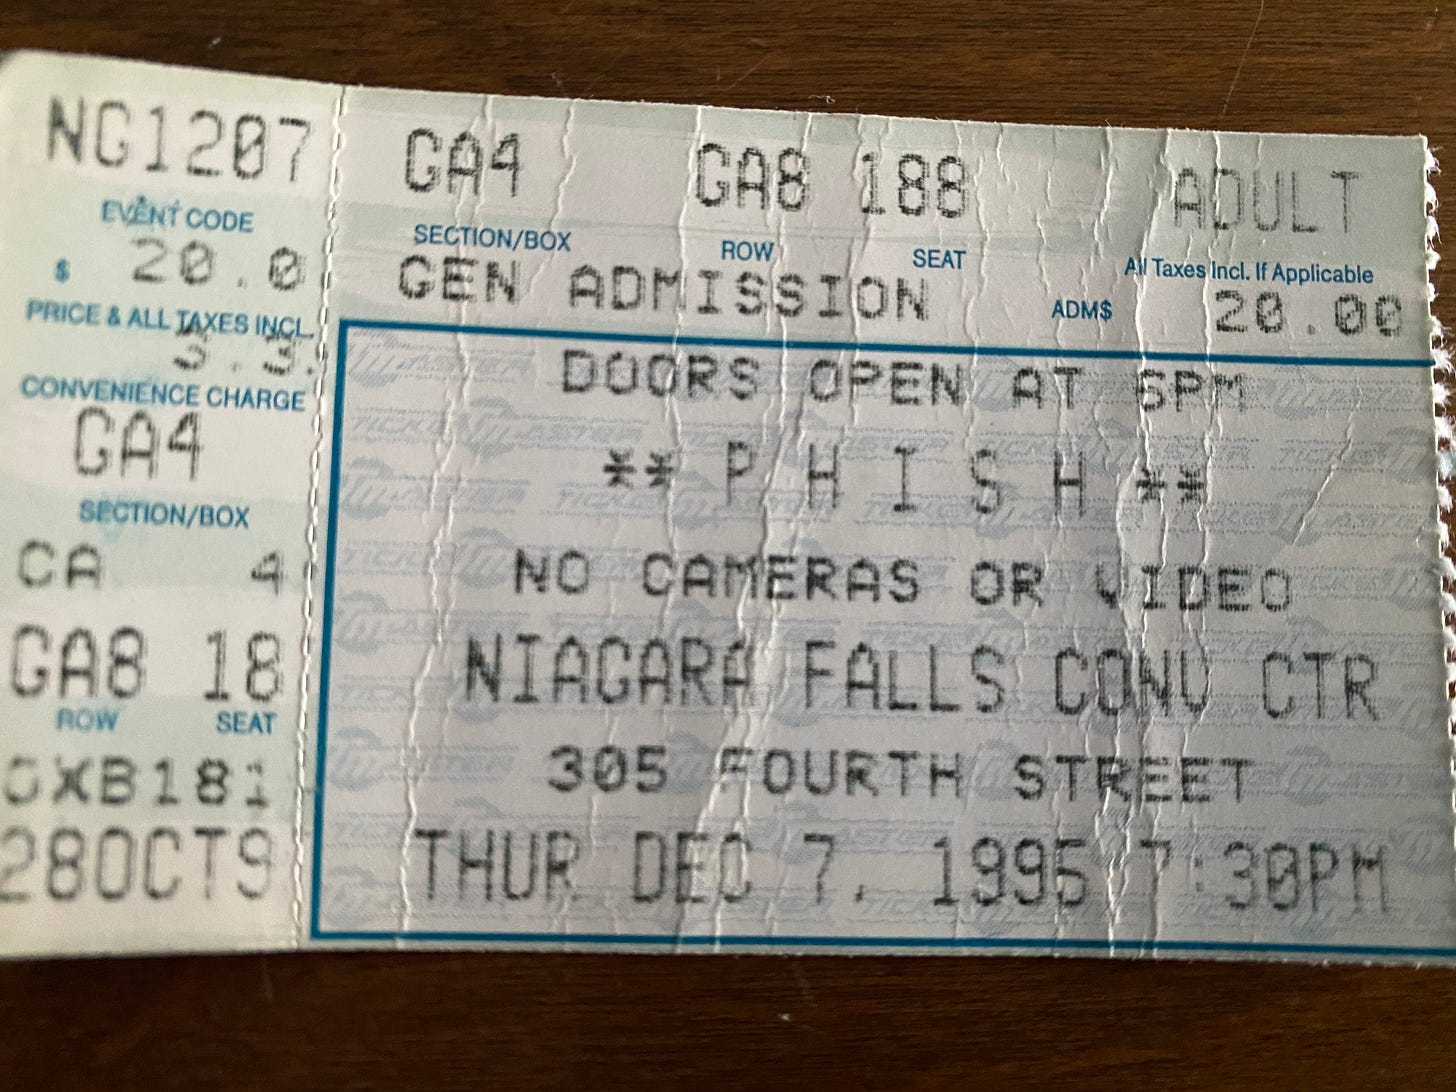 NG1207
EVENT CODE
$ 20.0
PRICE & ALL TAXES INCL.
CONVENIENCE CHARGE
GA4
SECTION/BOX
CA 4
GA8 18
ROW SEAT
GXB181
28OCT9
GA4 GA8 188 ADULT
SECTION/BOX ROW SEAT All Taxes Incl. If Applicable
GEN ADMISSION ADM$ 20.00
DOORS OPEN AT 6PM
** P H I S H **
NO CAMERAS OR VIDEO
NIAGARA FALLS CONV CTR
305 FOURTH STREET
THUR DEC 7, 1995 7:30PM